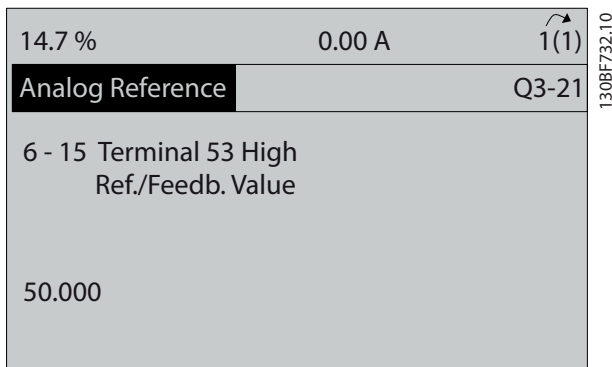 14.7 % 0.00 A 1(1)
Analog Reference Q3-21
6 - 15 Terminal 53 High
Ref./Feedb. Value
50.000
130BF732.10